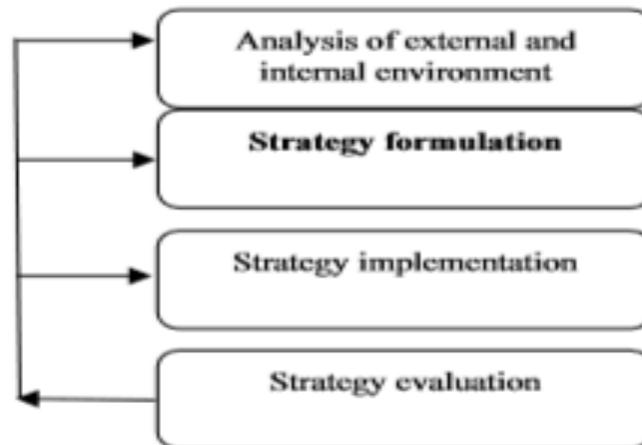 Analysis of external and
internal environment
Strategy formulation
Strategy implementation
Strategy evaluation